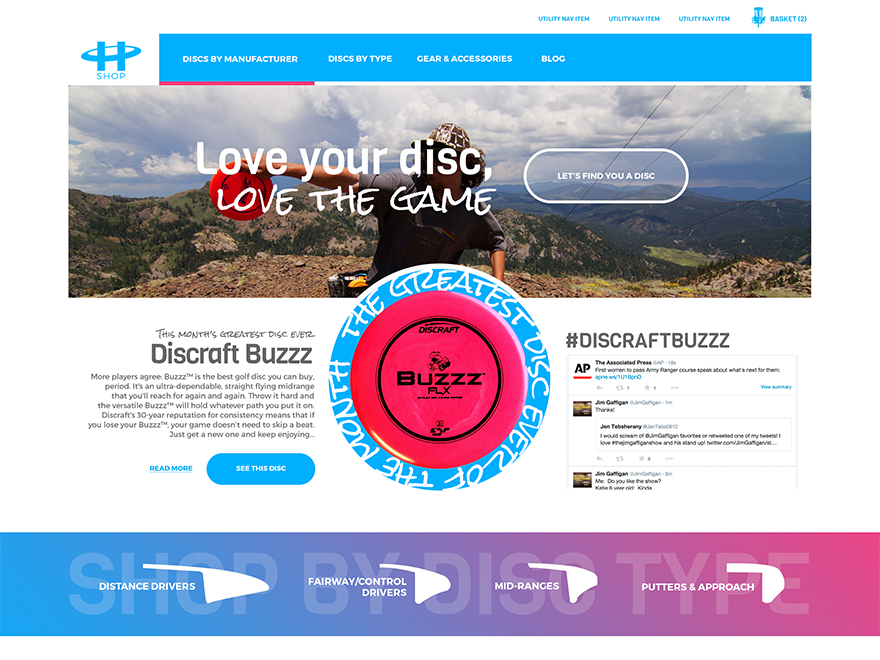 UTILITY NAV ITEM UTILITY NAV ITEM UTILITY NAV ITEM BASKET (2)
SHOP
DISCS BY MANUFACTURER DISCS BY TYPE GEAR & ACCESSORIES BLOG
Love your disc,
LOVE THE GAME
LET'S FIND YOU A DISC
THIS MONTH'S GREATEST DISC EVER
Discraft Buzzz
More players agree: Buzzz™ is the best golf disc you can buy,
period. It's an ultra-dependable, straight flying midrange
that you'll reach for again and again. Throw it hard and
the versatile Buzzz™ will hold whatever path you put it on.
Discraft's 30-year reputation for consistency means that if
you lose your Buzzz™, your game doesn't need to skip a beat.
Just get a new one and keep enjoying...
READ MORE SEE THIS DISC
THE GREATEST DISC EVER OF THE MONTH
DISCRAFT
BUZZZ™
FLX
#DISCRAFTBUZZZ
AP The Associated Press @AP · 18s
First women to pass Army Ranger course speak about what's next for them:
apne.ws/1U1BpnD
1 1 View summary
Jim Gaffigan @JimGaffigan · 1m
Thanks!
Jen Tebsherany @JenTebs0810
I would scream of @JimGaffigan favorites or retweeted one of my tweets! I
love #thejimgaffiganshow and his stand up! twitter.com/JimGaffigan/st...
5
Jim Gaffigan @JimGaffigan · 3m
Me: Do you like the show?
Katie 6 year old: Kinda
SHOP BY DISC TYPE
DISTANCE DRIVERS
FAIRWAY/CONTROL
DRIVERS
MID-RANGES
PUTTERS & APPROACH